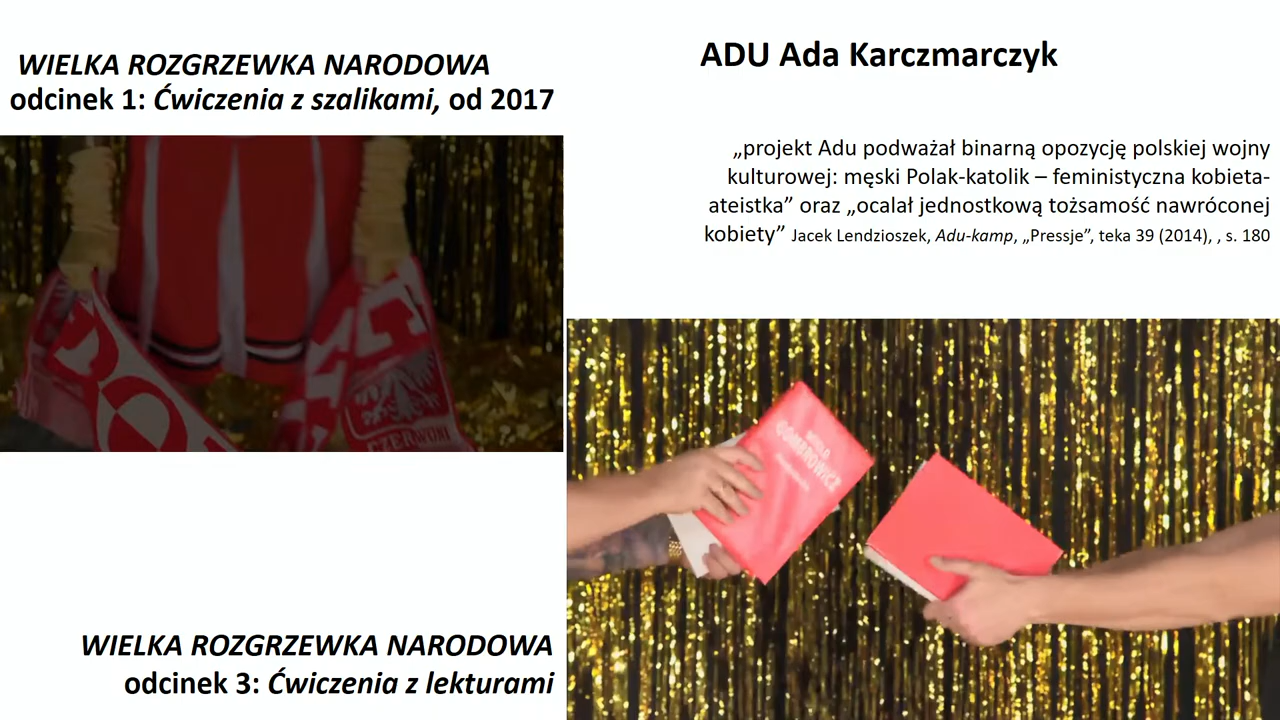 WIELKA ROZGRZEWKA NARODOWA
odcinek 1: Ćwiczenia z szalikami, od 2017
ADU Ada Karczmarczyk
„projekt Adu podważał binarną opozycję polskiej wojny
kulturowej: męski Polak-katolik – feministyczna kobieta-
ateistka” oraz „ocalał jednostkową tożsamość nawróconej
kobiety” Jacek Lendzioszek, Adu-kamp, „Pressje”, teka 39 (2014), , s. 180
GOMBROWICZ
WIELKA ROZGRZEWKA NARODOWA
odcinek 3: Ćwiczenia z lekturami